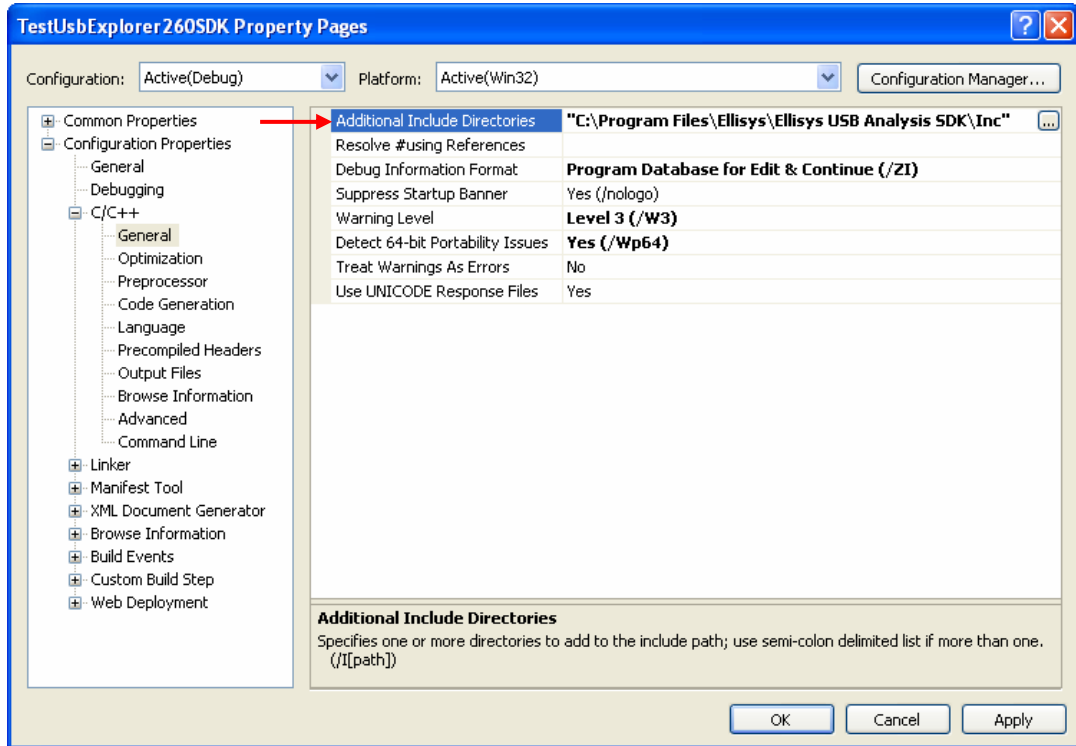 TestUsbExplorer260SDK Property Pages
Configuration: Active(Debug) Platform: Active(Win32) Configuration Manager...
Common Properties
Configuration Properties
General
Debugging
C/C++
General
Optimization
Preprocessor
Code Generation
Language
Precompiled Headers
Output Files
Browse Information
Advanced
Command Line
Linker
Manifest Tool
XML Document Generator
Browse Information
Build Events
Custom Build Step
Web Deployment
Additional Include Directories "C:\Program Files\Ellisys\Ellisys USB Analysis SDK\Inc" ...
Resolve #using References
Debug Information Format Program Database for Edit & Continue (/ZI)
Suppress Startup Banner Yes (/nologo)
Warning Level Level 3 (/W3)
Detect 64-bit Portability Issues Yes (/Wp64)
Treat Warnings As Errors No
Use UNICODE Response Files Yes
Additional Include Directories
Specifies one or more directories to add to the include path; use semi-colon delimited list if more than one.
(/I[path])
OK Cancel Apply